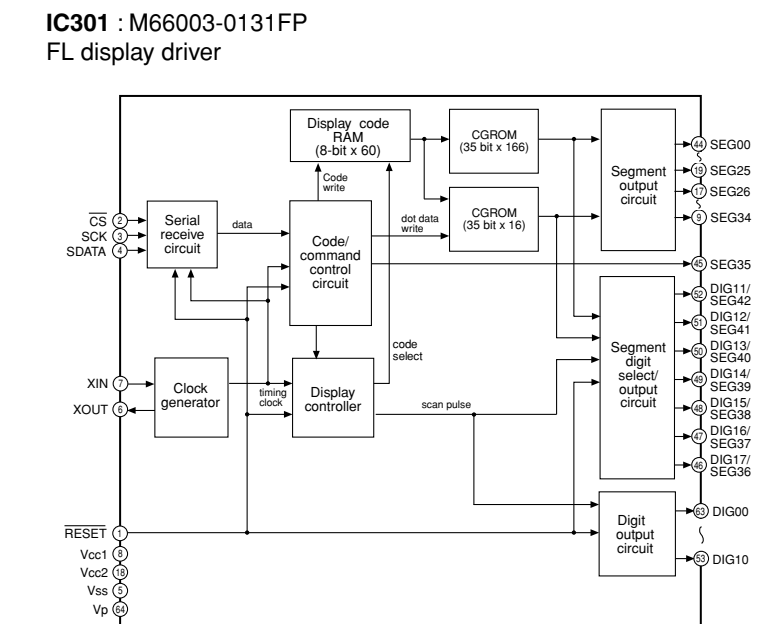 IC301 : M66003-0131FP
FL display driver
Display code
RAM
(8-bit x 60)
CGROM
(35 bit x 166)
Segment
output
circuit
44 SEG00
19 SEG25
17 SEG26
9 SEG34
Code
write
CS 2
SCK 3
SDATA 4
Serial
receive
circuit
data
Code/
command
control
circuit
dot data
write
CGROM
(35 bit x 16)
45 SEG35
Segment
digit
select/
output
circuit
52 DIG11/
SEG42
51 DIG12/
SEG41
50 DIG13/
SEG40
49 DIG14/
SEG39
48 DIG15/
SEG38
47 DIG16/
SEG37
46 DIG17/
SEG36
code
select
XIN 7
XOUT 6
Clock
generator
timing
clock
Display
controller
scan pulse
Digit
output
circuit
63 DIG00
53 DIG10
RESET 1
Vcc1 8
Vcc2 18
Vss 5
Vp 64